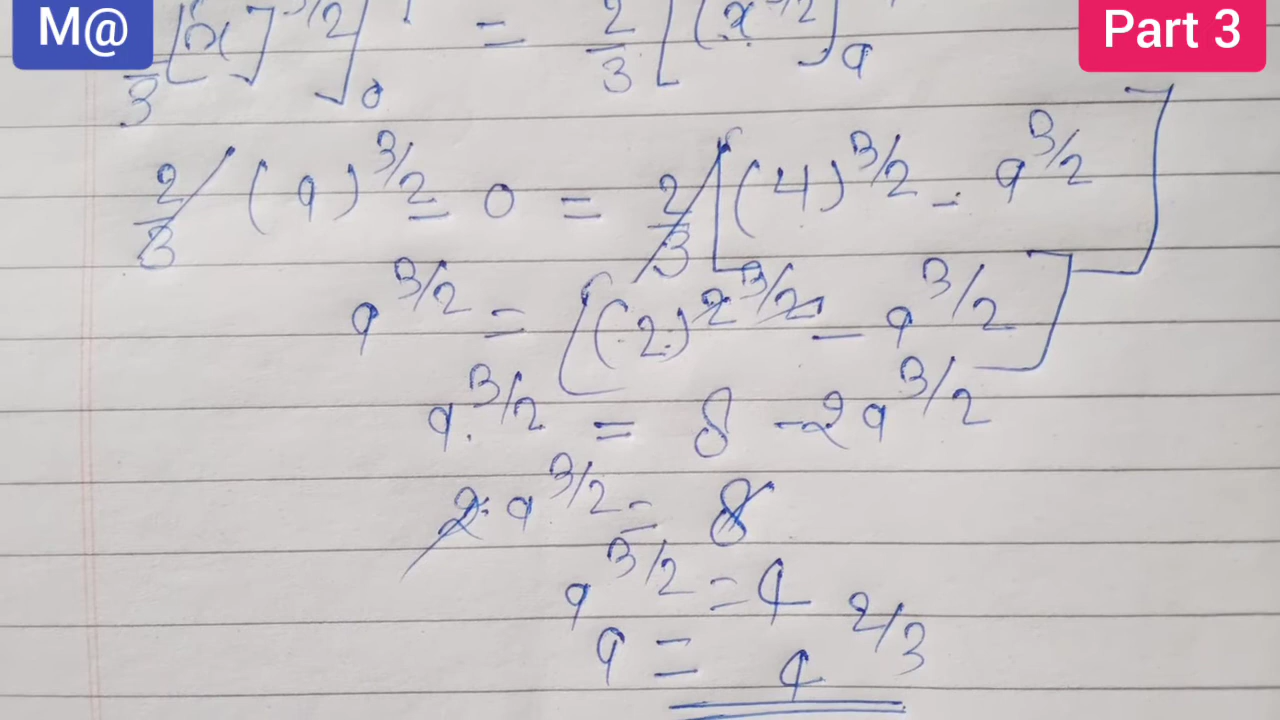 M@
Part 3
2/3 [(x)^3/2]_0 = 2/3 [(x^3/2]_a
2/3 (a)^3/2 - 0 = 2/3 [(4)^3/2 - a^3/2]
a^3/2 = [(2)^2^3/2 - a^3/2]
a^3/2 = 8 - 2a^3/2
2 a^3/2 = 8
a^3/2 = 4
a = 4^2/3